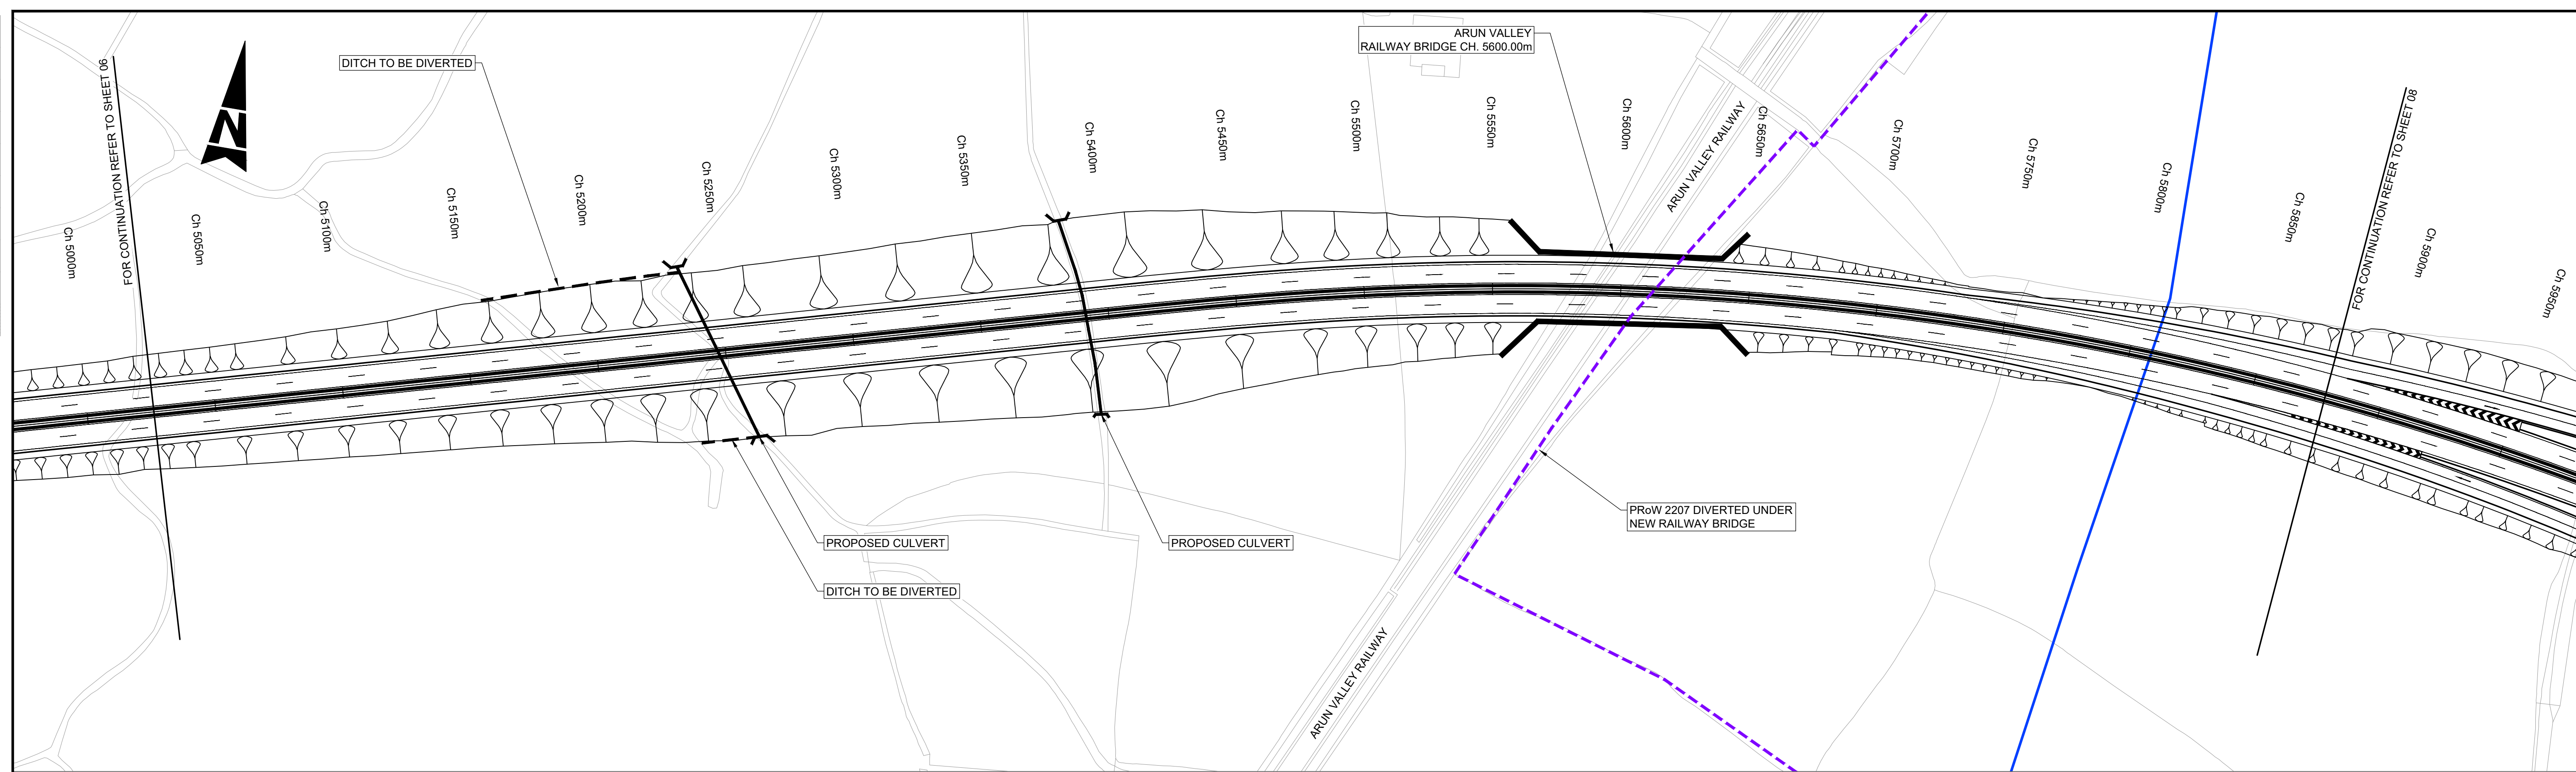 FOR CONTINUATION REFER TO SHEET 06
N
DITCH TO BE DIVERTED
ARUN VALLEY
RAILWAY BRIDGE CH. 5600.00m
Ch 5000m
Ch 5050m
Ch 5100m
Ch 5150m
Ch 5200m
Ch 5250m
Ch 5300m
Ch 5350m
Ch 5400m
Ch 5450m
Ch 5500m
Ch 5550m
Ch 5600m
ARUN VALLEY RAILWAY
Ch 5650m
Ch 5700m
Ch 5750m
Ch 5800m
Ch 5850m
FOR CONTINUATION REFER TO SHEET 08
Ch 5900m
Ch 5950m
PROPOSED CULVERT
DITCH TO BE DIVERTED
PROPOSED CULVERT
PRoW 2207 DIVERTED UNDER
NEW RAILWAY BRIDGE
ARUN VALLEY RAILWAY